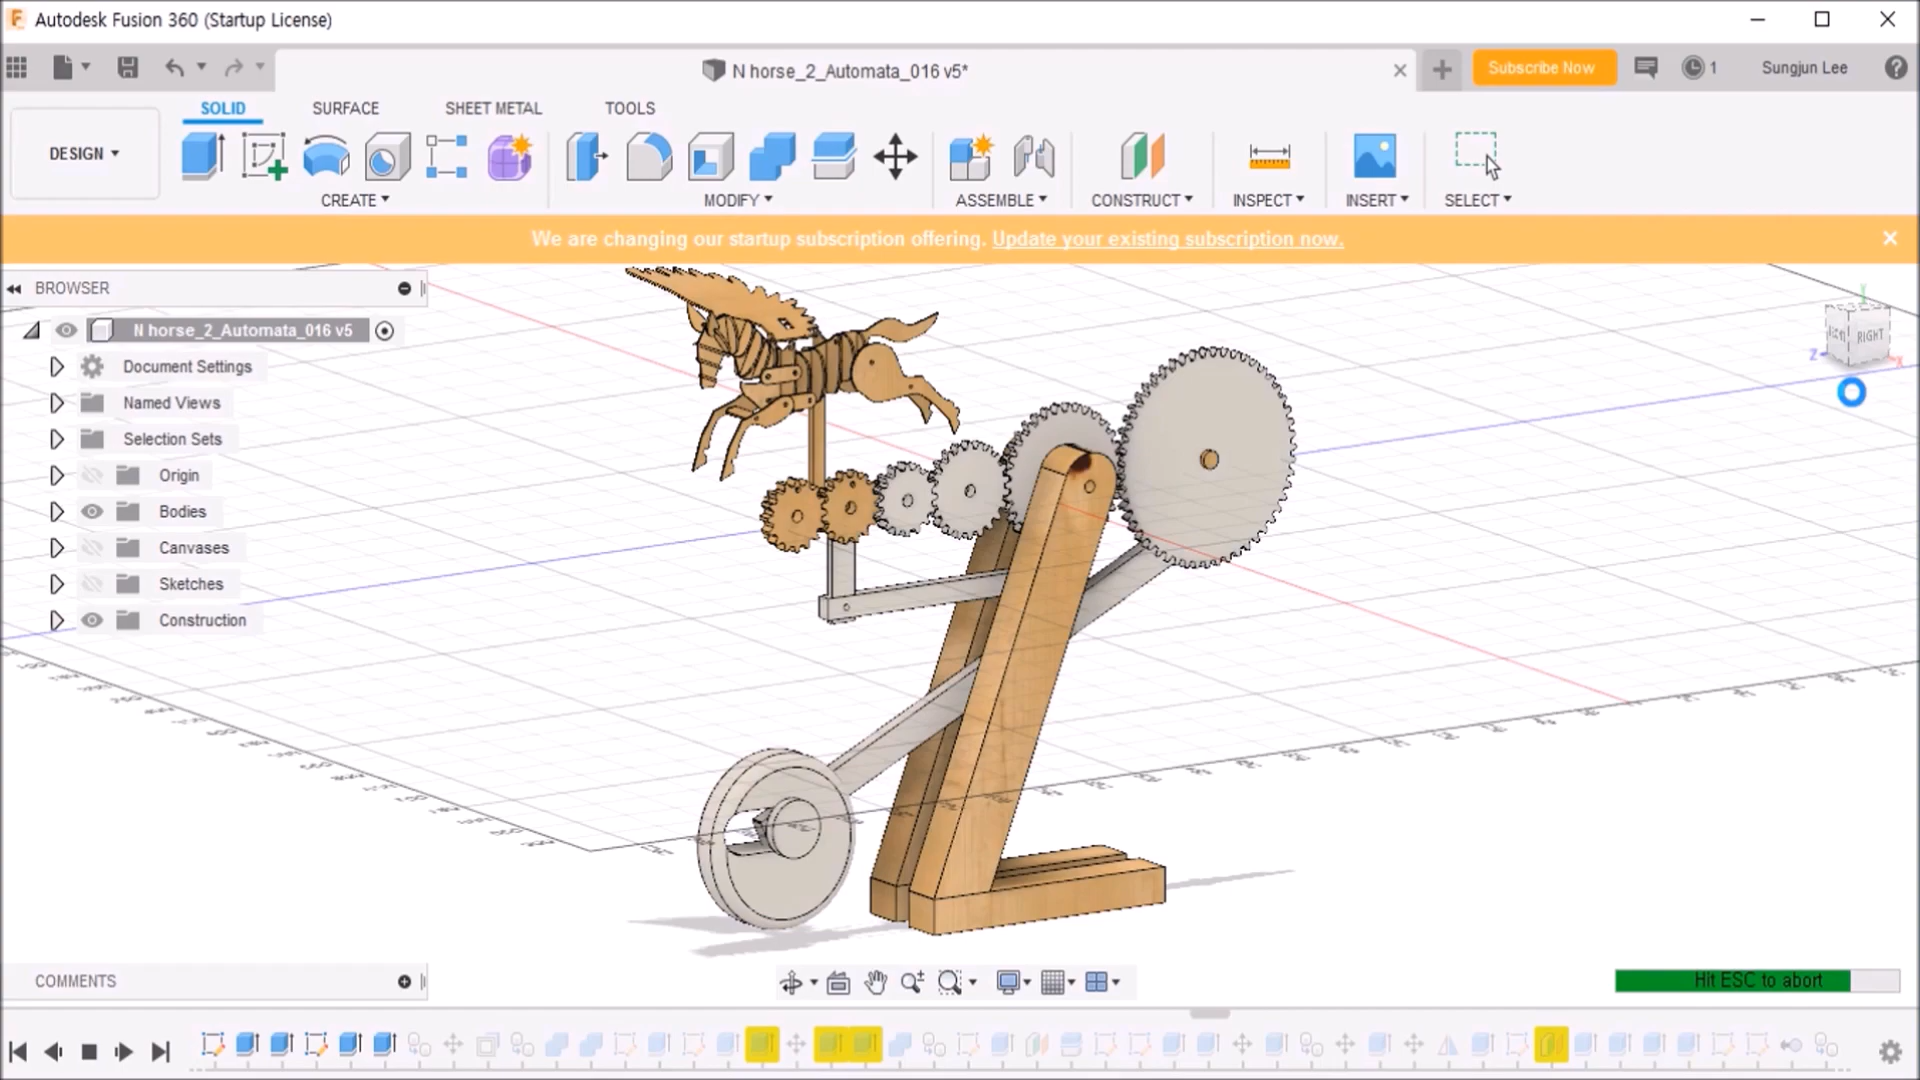 Autodesk Fusion 360 (Startup License)
N horse_2_Automata_016 v5*
Subscribe Now
1
Sungjun Lee
SOLID
SURFACE
SHEET METAL
TOOLS
DESIGN
CREATE
MODIFY
ASSEMBLE
CONSTRUCT
INSPECT
INSERT
SELECT
We are changing our startup subscription offering. Update your existing subscription now.
BROWSER
N horse_2_Automata_016 v5
Document Settings
Named Views
Selection Sets
Origin
Bodies
Canvases
Sketches
Construction
Y
RIGHT
Z
X
COMMENTS
Hit ESC to abort